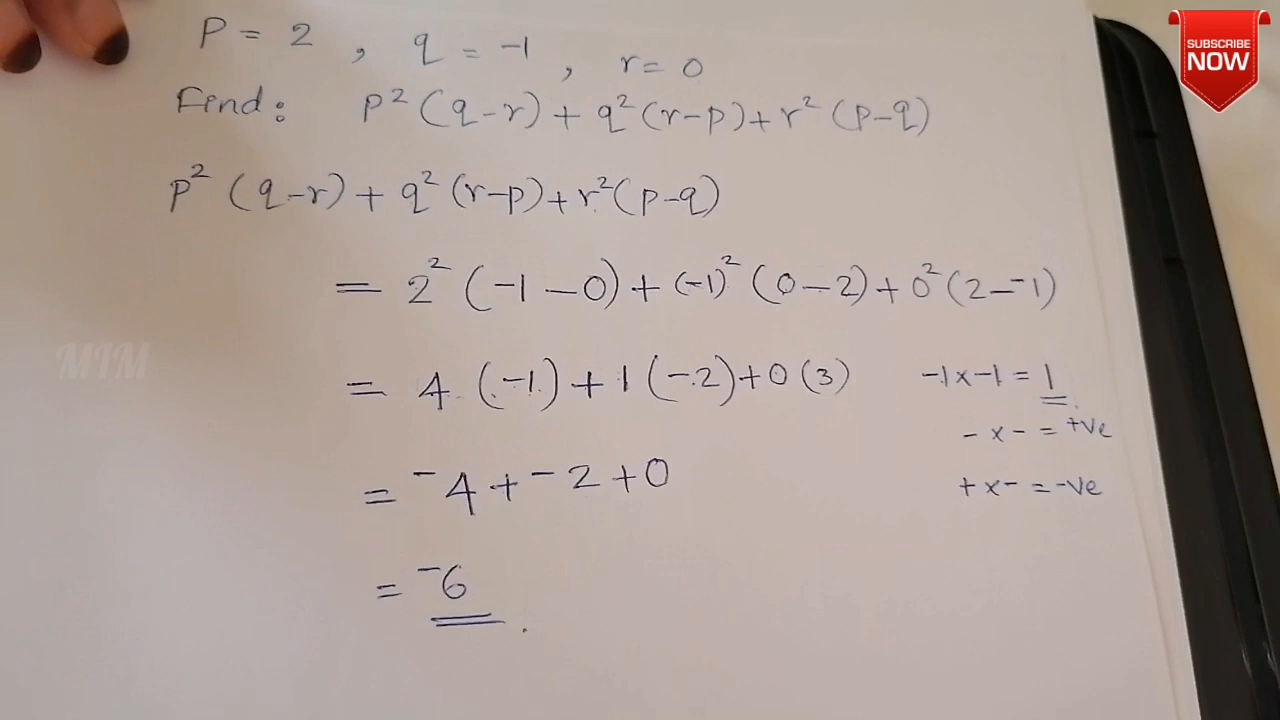 P = 2 , q = -1 , r = 0
Find: P² (q-r) + q² (r-p) + r² (p-q)
p² (q-r) + q² (r-p) + r² (p-q)
= 2² (-1 - 0) + (-1)² (0-2) + 0² (2 - -1)
= 4 (-1) + 1 (-2) + 0 (3)
-1 x -1 = 1
- x - = +ve
= -4 + -2 + 0
+ x - = -ve
= -6
SUBSCRIBE
NOW
MIM